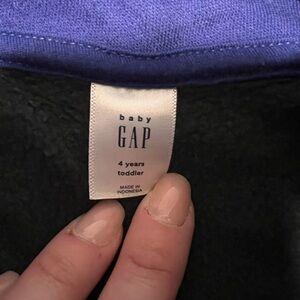 baby
GAP
4 years
toddler
MADE IN
INDONESIA